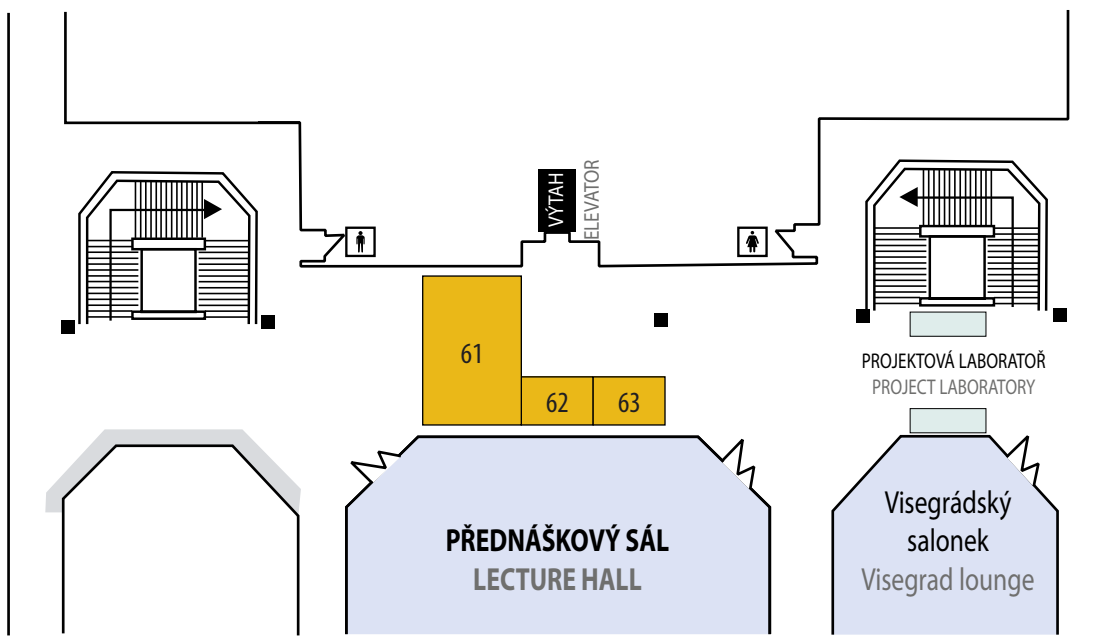 VÝTAH
ELEVATOR
61
62
63
PROJEKTOVÁ LABORATOŘ
PROJECT LABORATORY
PŘEDNÁŠKOVÝ SÁL
LECTURE HALL
Visegrádský
salonek
Visegrad lounge